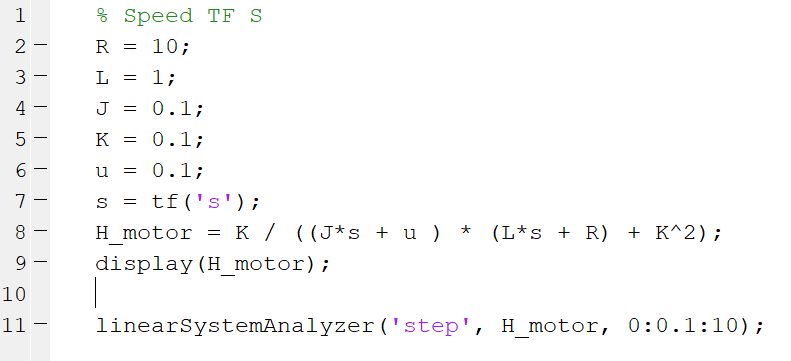 1 % Speed TF S
2 – R = 10;
3 – L = 1;
4 – J = 0.1;
5 – K = 0.1;
6 – u = 0.1;
7 – s = tf('s');
8 – H_motor = K / ((J*s + u ) * (L*s + R) + K^2);
9 – display(H_motor);
10
11 – linearSystemAnalyzer('step', H_motor, 0:0.1:10);